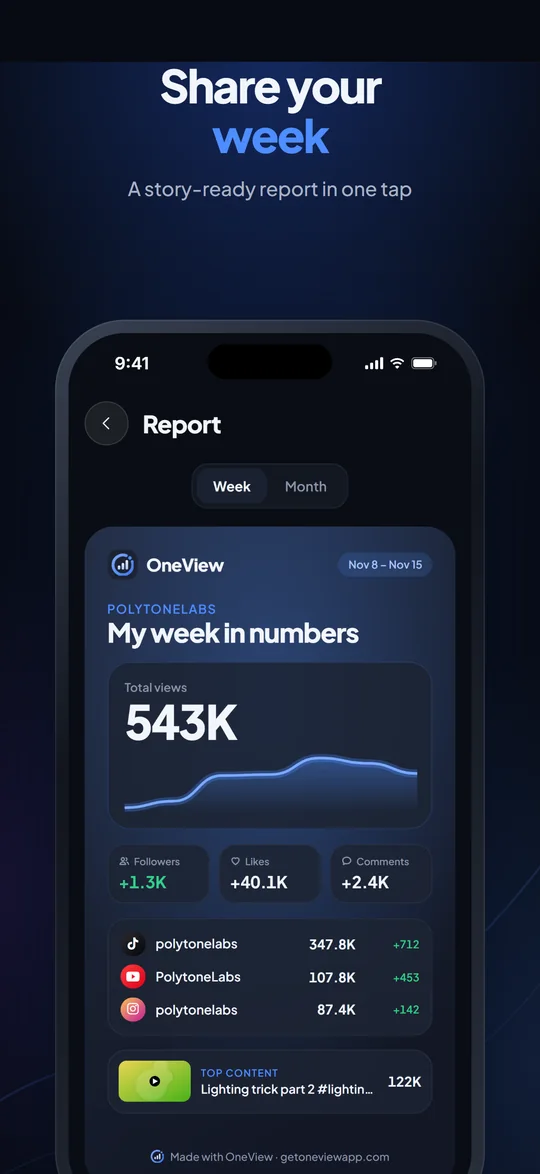 Share your
week
A story-ready report in one tap
9:41
Report
Week Month
OneView Nov 8 – Nov 15
POLYTONELABS
My week in numbers
Total views
543K
Followers Likes Comments
+1.3K +40.1K +2.4K
polytonelabs 347.8K +712
PolytoneLabs 107.8K +453
polytonelabs 87.4K +142
TOP CONTENT
Lighting trick part 2 #lightin... 122K
Made with OneView · getoneviewapp.com